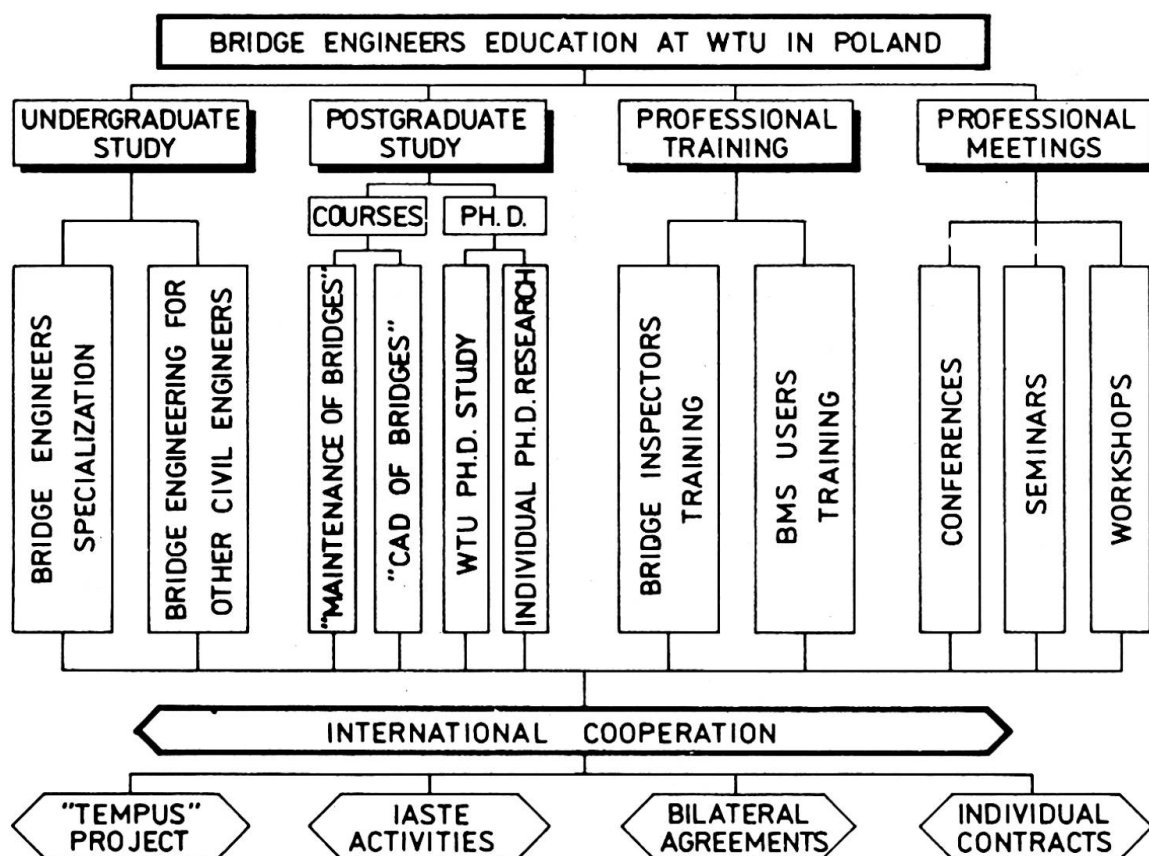 BRIDGE ENGINEERS EDUCATION AT WTU IN POLAND
UNDERGRADUATE
STUDY
POSTGRADUATE
STUDY
PROFESSIONAL
TRAINING
PROFESSIONAL
MEETINGS
COURSES
PH. D.
BRIDGE ENGINEERS
SPECIALIZATION
BRIDGE ENGINEERING FOR
OTHER CIVIL ENGINEERS
"MAINTENANCE OF BRIDGES"
"CAD OF BRIDGES"
WTU PH.D. STUDY
INDIVIDUAL PH.D. RESEARCH
BRIDGE INSPECTORS
TRAINING
BMS USERS
TRAINING
CONFERENCES
SEMINARS
WORKSHOPS
INTERNATIONAL COOPERATION
"TEMPUS"
PROJECT
IASTE
ACTIVITIES
BILATERAL
AGREEMENTS
INDIVIDUAL
CONTRACTS